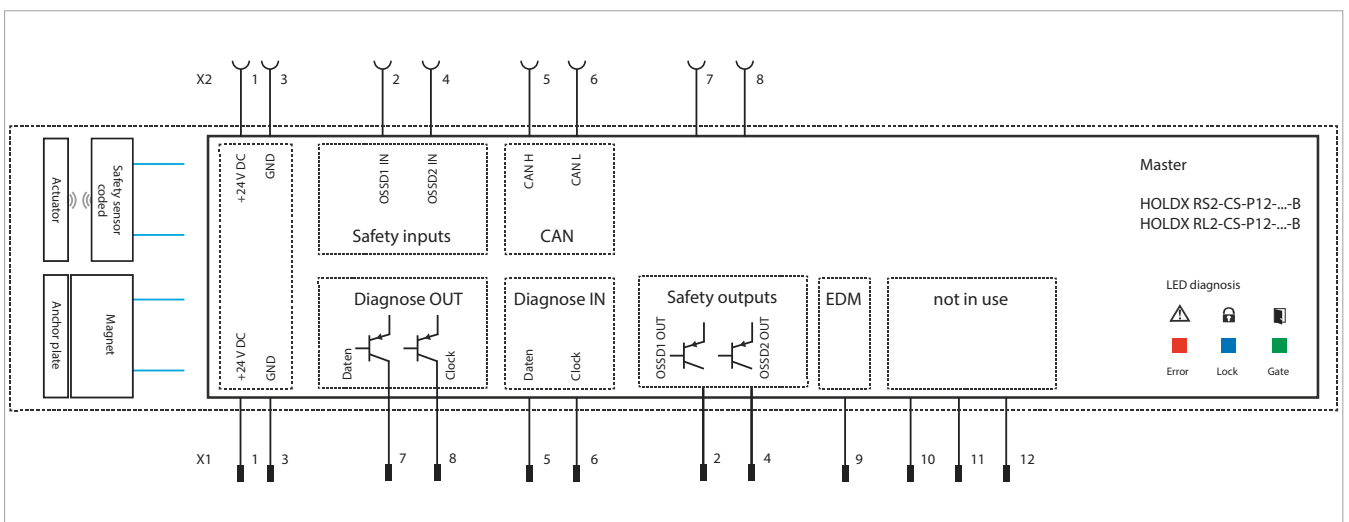 X2 1 3 2 4 5 6 7 8
Actuator
Safety sensor
coded
Anchor plate
Magnet
+24 V DC
GND
OSSD1 IN
OSSD2 IN
Safety inputs
CAN H
CAN L
CAN
Master
HOLDX RS2-CS-P12-...-B
HOLDX RL2-CS-P12-...-B
+24 V DC
GND
Diagnose OUT
Daten
Clock
Diagnose IN
Daten
Clock
Safety outputs
OSSD1 OUT
OSSD2 OUT
EDM
not in use
LED diagnosis
Error Lock Gate
X1 1 3 7 8 5 6 2 4 9 10 11 12